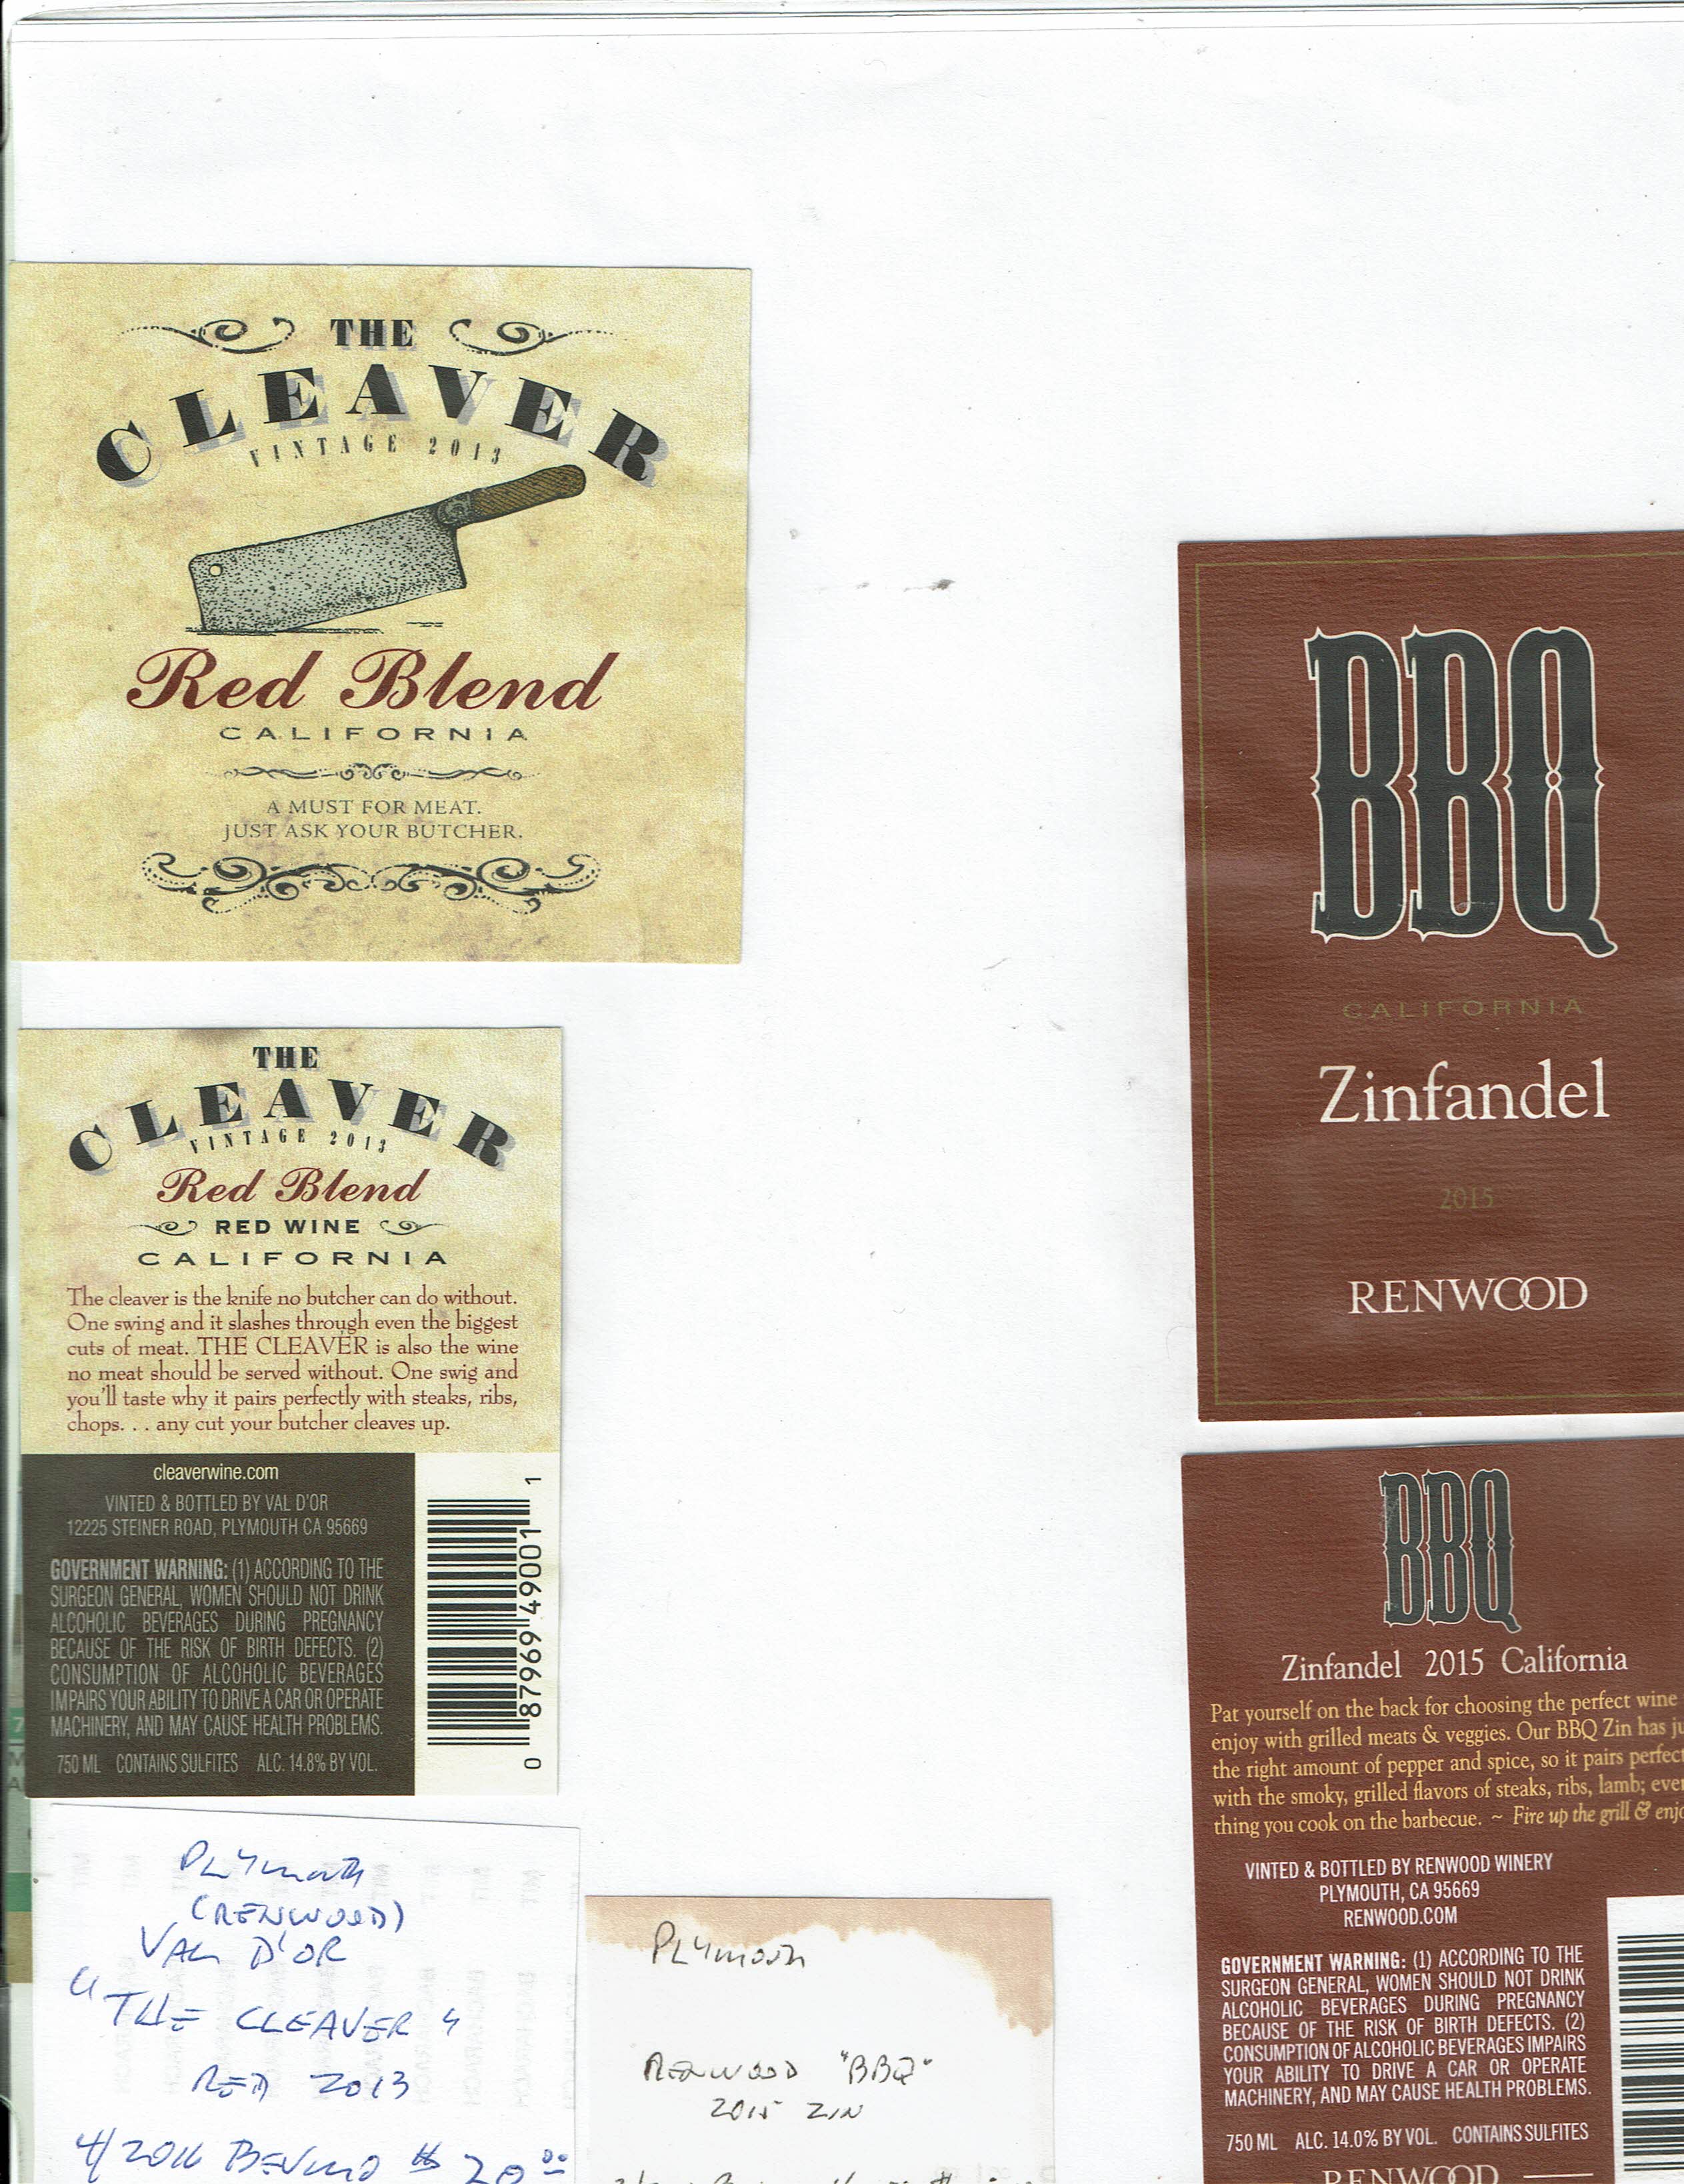 THE
CLEAVER
VINTAGE 2013
Red Blend
CALIFORNIA
A MUST FOR MEAT.
JUST ASK YOUR BUTCHER.
THE
CLEAVER
VINTAGE 2013
Red Blend
RED WINE
CALIFORNIA
The cleaver is the knife no butcher can do without.
One swing and it slashes through even the biggest
cuts of meat. THE CLEAVER is also the wine
no meat should be served without. One swig and
you'll taste why it pairs perfectly with steaks, ribs,
chops. . . any cut your butcher cleaves up.
cleaverwine.com
VINTED & BOTTLED BY VAL D'OR
12225 STEINER ROAD, PLYMOUTH CA 95669
GOVERNMENT WARNING: (1) ACCORDING TO THE
SURGEON GENERAL, WOMEN SHOULD NOT DRINK
ALCOHOLIC BEVERAGES DURING PREGNANCY
BECAUSE OF THE RISK OF BIRTH DEFECTS. (2)
CONSUMPTION OF ALCOHOLIC BEVERAGES
IMPAIRS YOUR ABILITY TO DRIVE A CAR OR OPERATE
MACHINERY, AND MAY CAUSE HEALTH PROBLEMS.
750 ML CONTAINS SULFITES ALC. 14.8% BY VOL.
0 87969 49001 1
PLYmouth
(RENWOOD)
VAL D'OR
"THE CLEAVER"
RED 2013
4/2016 BEVMO $20.00
PLYmouth
RENWOOD "BBQ"
2015 ZIN
BBQ
CALIFORNIA
Zinfandel
2015
RENWOOD
BBQ
Zinfandel 2015 California
Pat yourself on the back for choosing the perfect wine
enjoy with grilled meats & veggies. Our BBQ Zin has ju
the right amount of pepper and spice, so it pairs perfect
with the smoky, grilled flavors of steaks, ribs, lamb; ever
thing you cook on the barbecue. ~ Fire up the grill & enjo
VINTED & BOTTLED BY RENWOOD WINERY
PLYMOUTH, CA 95669
RENWOOD.COM
GOVERNMENT WARNING: (1) ACCORDING TO THE
SURGEON GENERAL, WOMEN SHOULD NOT DRINK
ALCOHOLIC BEVERAGES DURING PREGNANCY
BECAUSE OF THE RISK OF BIRTH DEFECTS. (2)
CONSUMPTION OF ALCOHOLIC BEVERAGES IMPAIRS
YOUR ABILITY TO DRIVE A CAR OR OPERATE
MACHINERY, AND MAY CAUSE HEALTH PROBLEMS.
750 ML ALC. 14.0% BY VOL. CONTAINS SULFITES
RENWOOD